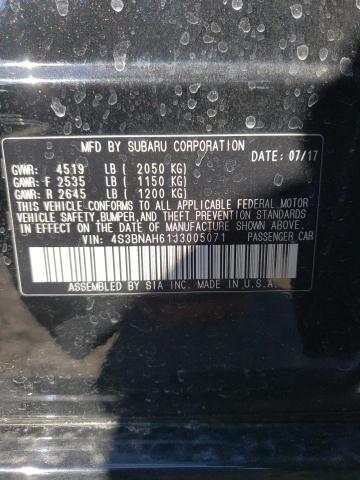 MFD BY SUBARU CORPORATION
DATE: 07/17
GVWR: 4519 LB ( 2050 KG)
GAWR: F 2535 LB ( 1150 KG)
GAWR: R 2645 LB ( 1200 KG)
THIS VEHICLE CONFORMS TO ALL APPLICABLE FEDERAL MOTOR
VEHICLE SAFETY, BUMPER, AND THEFT PREVENTION STANDARDS
IN EFFECT ON THE DATE OF MANUFACTURE SHOWN ABOVE.
VIN: 4S3BNAH61J3005071 PASSENGER CAR
ASSEMBLED BY SIA INC. MADE IN U.S.A.